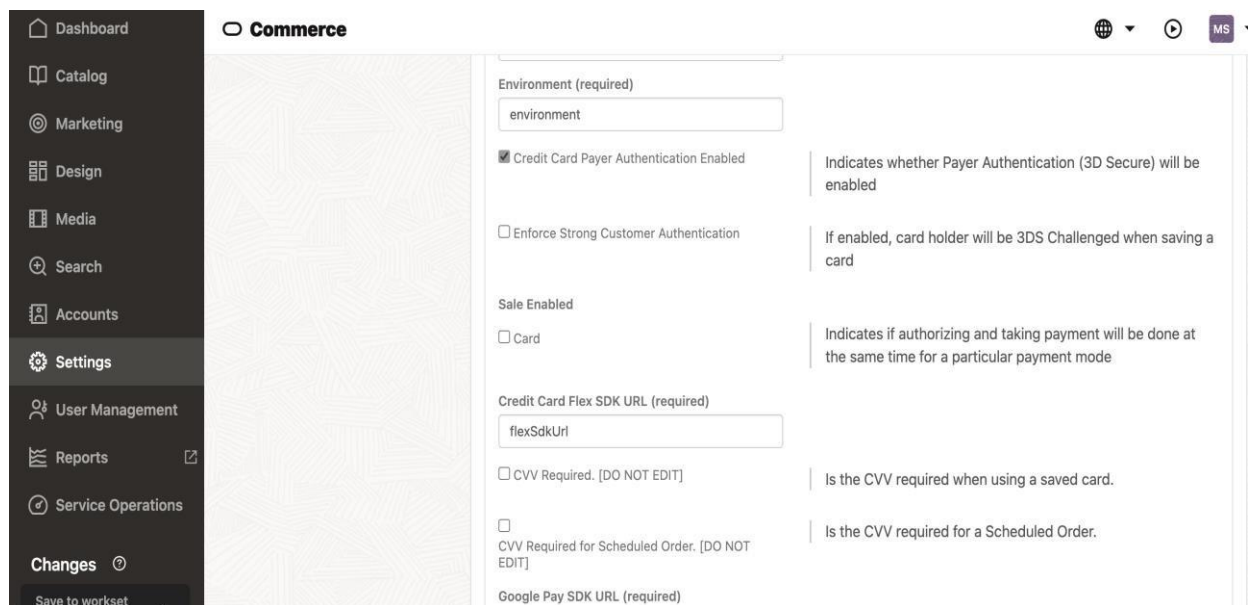 Dashboard
Catalog
Marketing
Design
Media
Search
Accounts
Settings
User Management
Reports
Service Operations
Changes
Save to workset
Commerce
MS
Environment (required)
environment
Credit Card Payer Authentication Enabled
Indicates whether Payer Authentication (3D Secure) will be
enabled
Enforce Strong Customer Authentication
If enabled, card holder will be 3DS Challenged when saving a
card
Sale Enabled
Card
Indicates if authorizing and taking payment will be done at
the same time for a particular payment mode
Credit Card Flex SDK URL (required)
flexSdkUrl
CVV Required. [DO NOT EDIT]
Is the CVV required when using a saved card.
CVV Required for Scheduled Order. [DO NOT
EDIT]
Is the CVV required for a Scheduled Order.
Google Pay SDK URL (required)